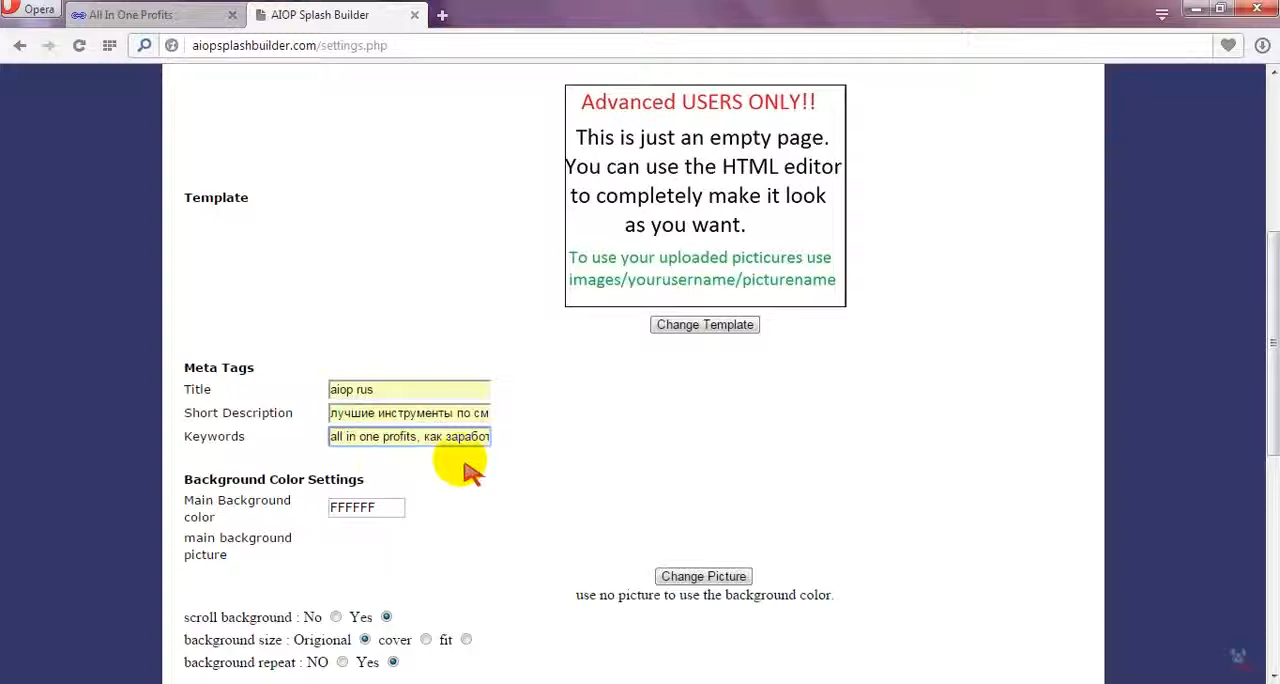 Opera
All In One Profits
AIOP Splash Builder
aiopsplashbuilder.com/settings.php
Advanced USERS ONLY!!
This is just an empty page.
You can use the HTML editor
to completely make it look
as you want.
To use your uploaded picticures use
images/yourusername/picturename
Template
Change Template
Meta Tags
Title aiop rus
Short Description лучшие инструменты по см
Keywords all in one profits, как заработ
Background Color Settings
Main Background
color
FFFFFF
main background
picture
Change Picture
use no picture to use the background color.
scroll background : No Yes
background size : Origional cover fit
background repeat : NO Yes